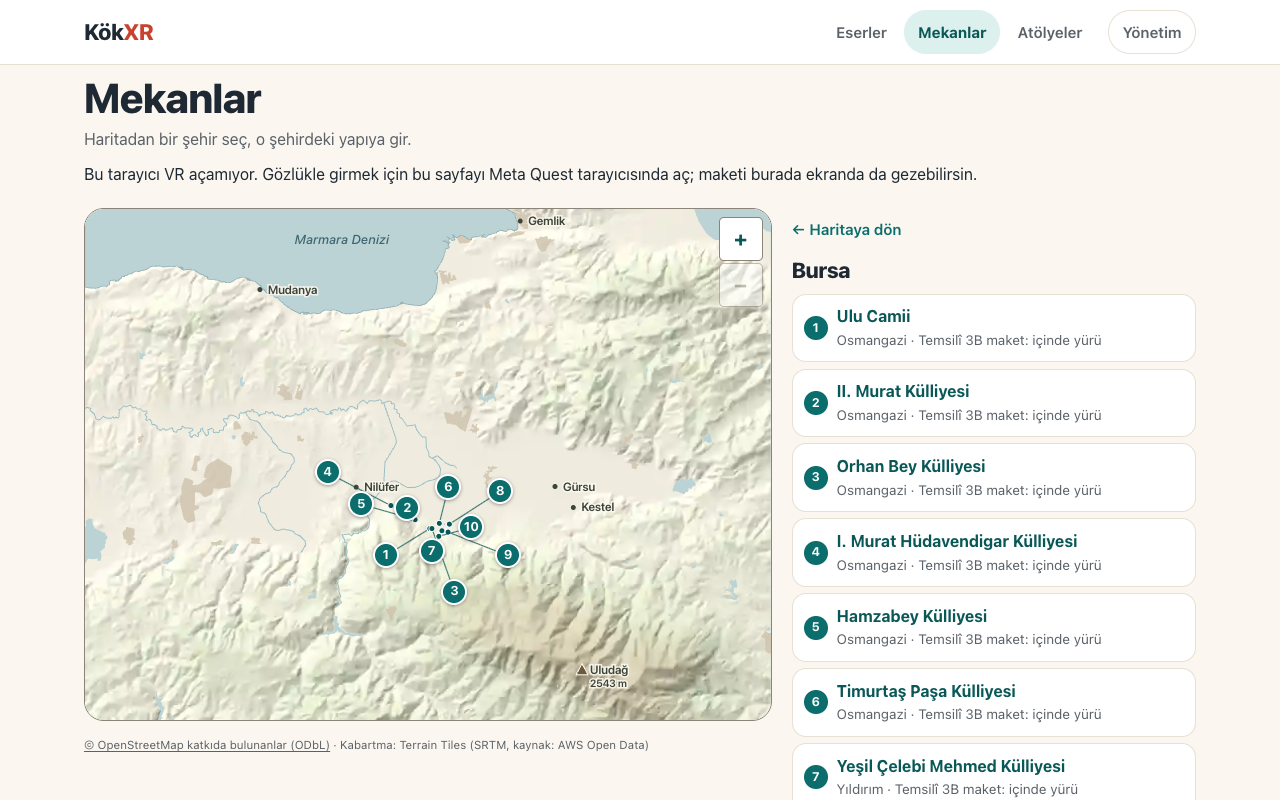 KökXR
Eserler
Mekanlar
Atölyeler
Yönetim
Mekanlar
Haritadan bir şehir seç, o şehirdeki yapıya gir.
Bu tarayıcı VR açamıyor. Gözlükle girmek için bu sayfayı Meta Quest tarayıcısında aç; maketi burada ekranda da gezebilirsin.
Gemlik
Marmara Denizi
Mudanya
+
−
4
Nilüfer
5
2
6
8
Gürsu
Kestel
10
1
7
9
3
Uludağ
2543 m
© OpenStreetMap katkıda bulunanlar (ODbL) · Kabartma: Terrain Tiles (SRTM, kaynak: AWS Open Data)
← Haritaya dön
Bursa
1
Ulu Camii
Osmangazi · Temsilî 3B maket: içinde yürü
2
II. Murat Külliyesi
Osmangazi · Temsilî 3B maket: içinde yürü
3
Orhan Bey Külliyesi
Osmangazi · Temsilî 3B maket: içinde yürü
4
I. Murat Hüdavendigar Külliyesi
Osmangazi · Temsilî 3B maket: içinde yürü
5
Hamzabey Külliyesi
Osmangazi · Temsilî 3B maket: içinde yürü
6
Timurtaş Paşa Külliyesi
Osmangazi · Temsilî 3B maket: içinde yürü
7
Yeşil Çelebi Mehmed Külliyesi
Yıldırım · Temsilî 3B maket: içinde yürü